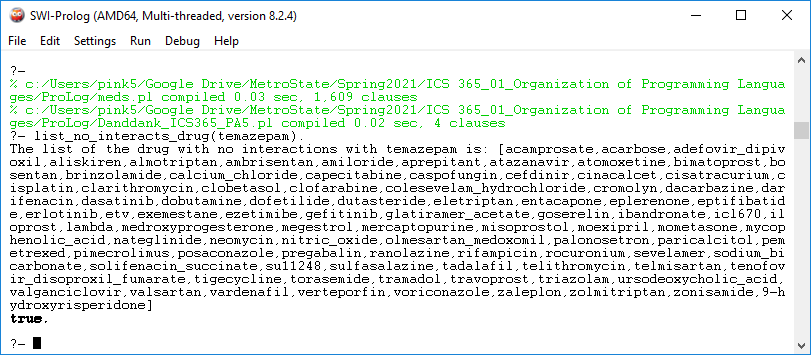 SWI-Prolog (AMD64, Multi-threaded, version 8.2.4)
File Edit Settings Run Debug Help
?-
% c:/Users/pink5/Google Drive/MetroState/Spring2021/ICS 365_01_Organization of Programming Langua
ges/ProLog/meds.pl compiled 0.03 sec, 1,609 clauses
% c:/Users/pink5/Google Drive/MetroState/Spring2021/ICS 365_01_Organization of Programming Langua
ges/ProLog/Danddank_ICS365_PA5.pl compiled 0.02 sec, 4 clauses
?- list_no_interacts_drug(temazepam).
The list of the drug with no interactions with temazepam is: [acamprosate,acarbose,adefovir_dipiv
oxil,aliskiren,almotriptan,ambrisentan,amiloride,aprepitant,atazanavir,atomoxetine,bimatoprost,bo
sentan,brinzolamide,calcium_chloride,capecitabine,caspofungin,cefdinir,cinacalcet,cisatracurium,c
isplatin,clarithromycin,clobetasol,clofarabine,colesevelam_hydrochloride,cromolyn,dacarbazine,dar
ifenacin,dasatinib,dobutamine,dofetilide,dutasteride,eletriptan,entacapone,eplerenone,eptifibatid
e,erlotinib,etv,exemestane,ezetimibe,gefitinib,glatiramer_acetate,goserelin,ibandronate,icl670,il
oprost,lambda,medroxyprogesterone,megestrol,mercaptopurine,misoprostol,moexipril,mometasone,mycop
henolic_acid,nateglinide,neomycin,nitric_oxide,olmesartan_medoxomil,palonosetron,paricalcitol,pem
etrexed,pimecrolimus,posaconazole,pregabalin,ranolazine,rifampicin,rocuronium,sevelamer,sodium_bi
carbonate,solifenacin_succinate,su11248,sulfasalazine,tadalafil,telithromycin,telmisartan,tenofov
ir_disoproxil_fumarate,tigecycline,torasemide,tramadol,travoprost,triazolam,ursodeoxycholic_acid,
valganciclovir,valsartan,vardenafil,verteporfin,voriconazole,zaleplon,zolmitriptan,zonisamide,9-h
ydroxyrisperidone]
true.
?-